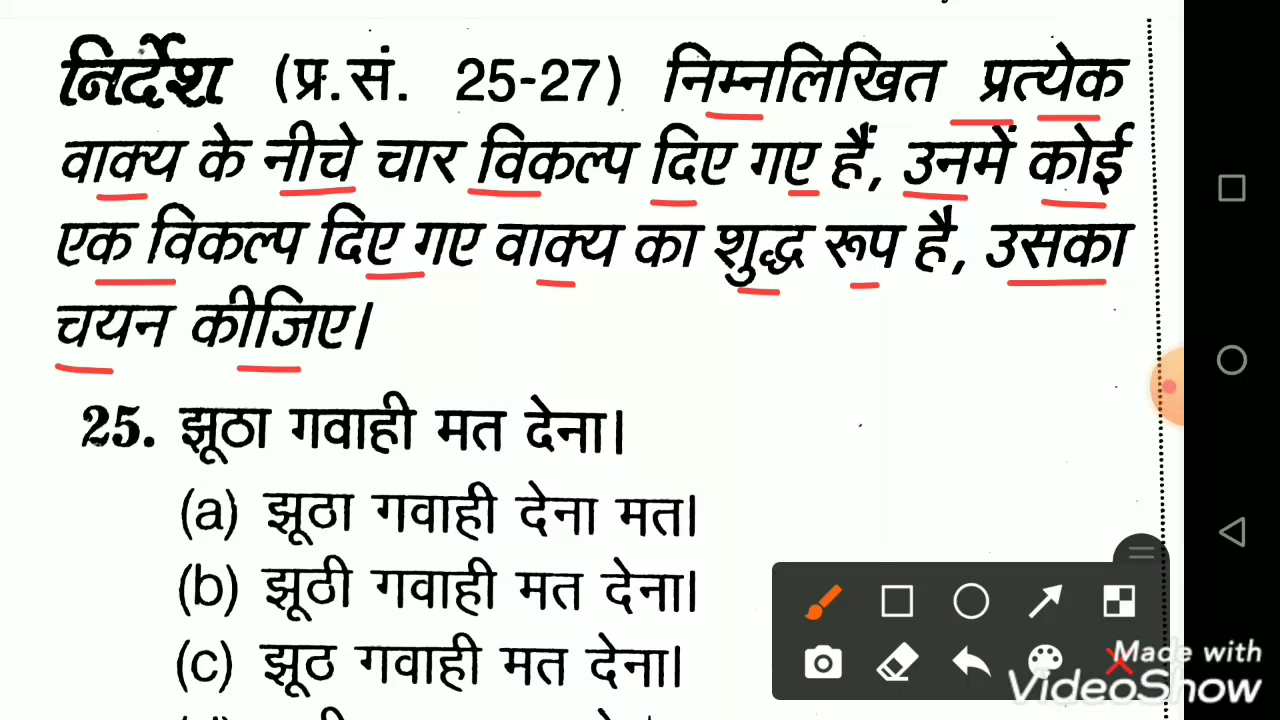 निर्देश (प्र.सं. 25-27) निम्नलिखित प्रत्येक
वाक्य के नीचे चार विकल्प दिए गए हैं, उनमें कोई
एक विकल्प दिए गए वाक्य का शुद्ध रूप है, उसका
चयन कीजिए।
25. झूठा गवाही मत देना।
(a) झूठा गवाही देना मत।
(b) झूठी गवाही मत देना।
(c) झूठ गवाही मत देना।
Made with
VideoShow